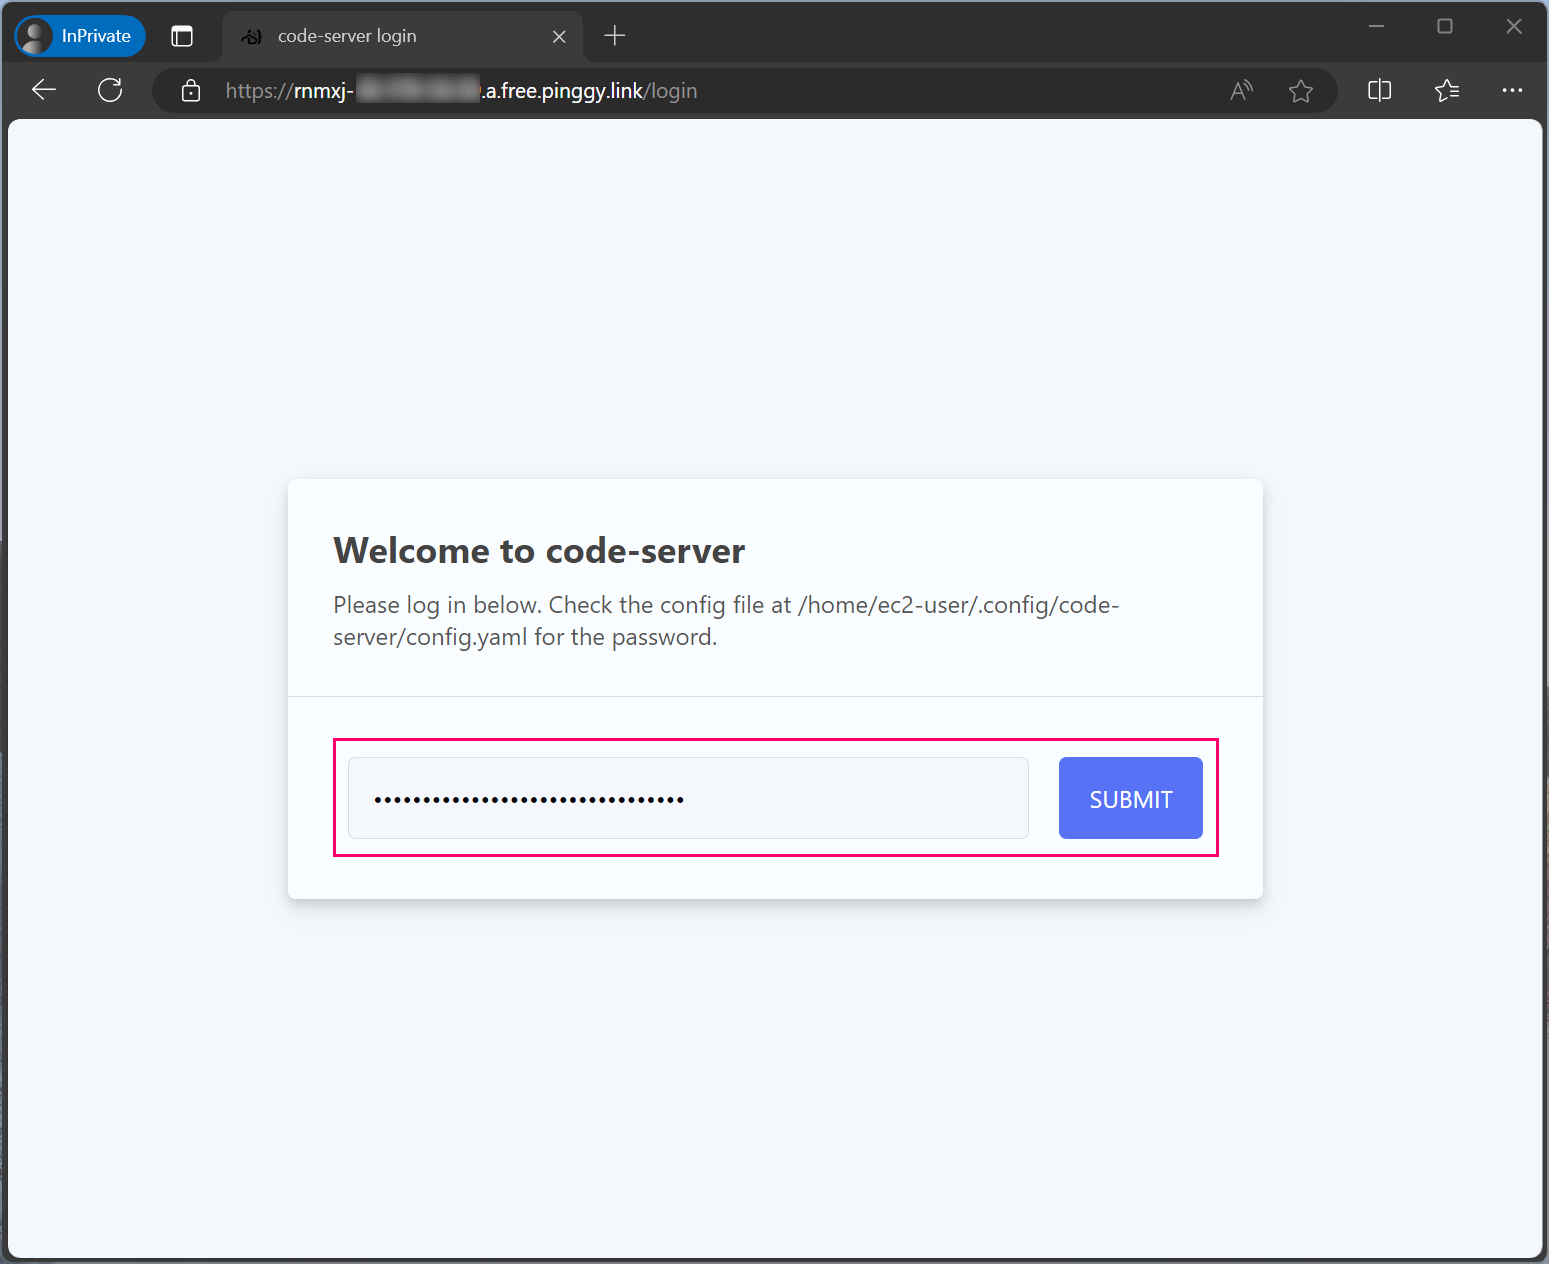 InPrivate
code-server login
https://rnmxj-.a.free.pinggy.link/login
Welcome to code-server
Please log in below. Check the config file at /home/ec2-user/.config/code-
server/config.yaml for the password.
••••••••••••••••••••••••••••••••
SUBMIT